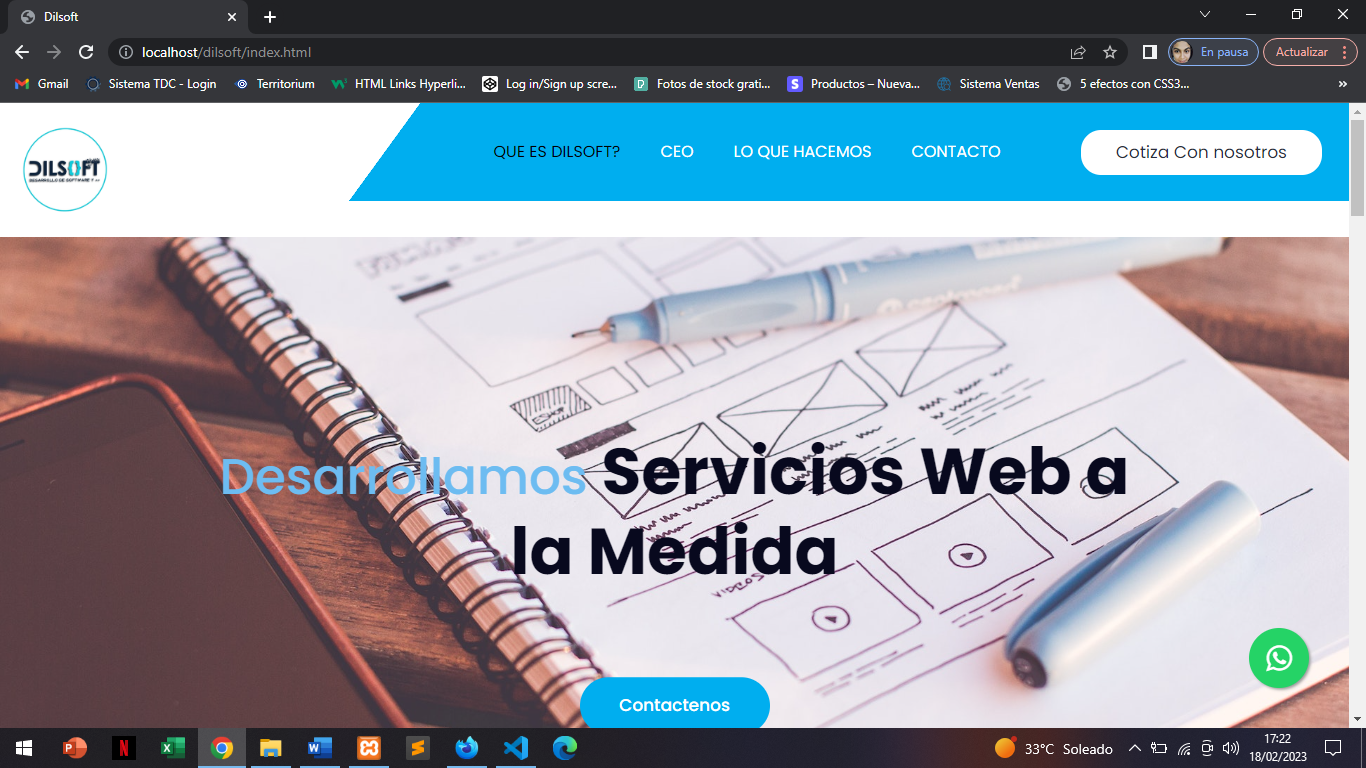 Dilsoft
localhost/dilsoft/index.html
En pausa
Actualizar
Gmail
Sistema TDC - Login
Territorium
HTML Links Hyperli...
Log in/Sign up scre...
Fotos de stock grati...
Productos – Nueva...
Sistema Ventas
5 efectos con CSS3...
»
DILSOFT
DESARROLLO DE SOFTWARE Y
QUE ES DILSOFT?
CEO
LO QUE HACEMOS
CONTACTO
Cotiza Con nosotros
ESHOP
Desarrollamos Servicios Web a
la Medida
VIDEOS
Contactenos
33°C Soleado
17:22
18/02/2023